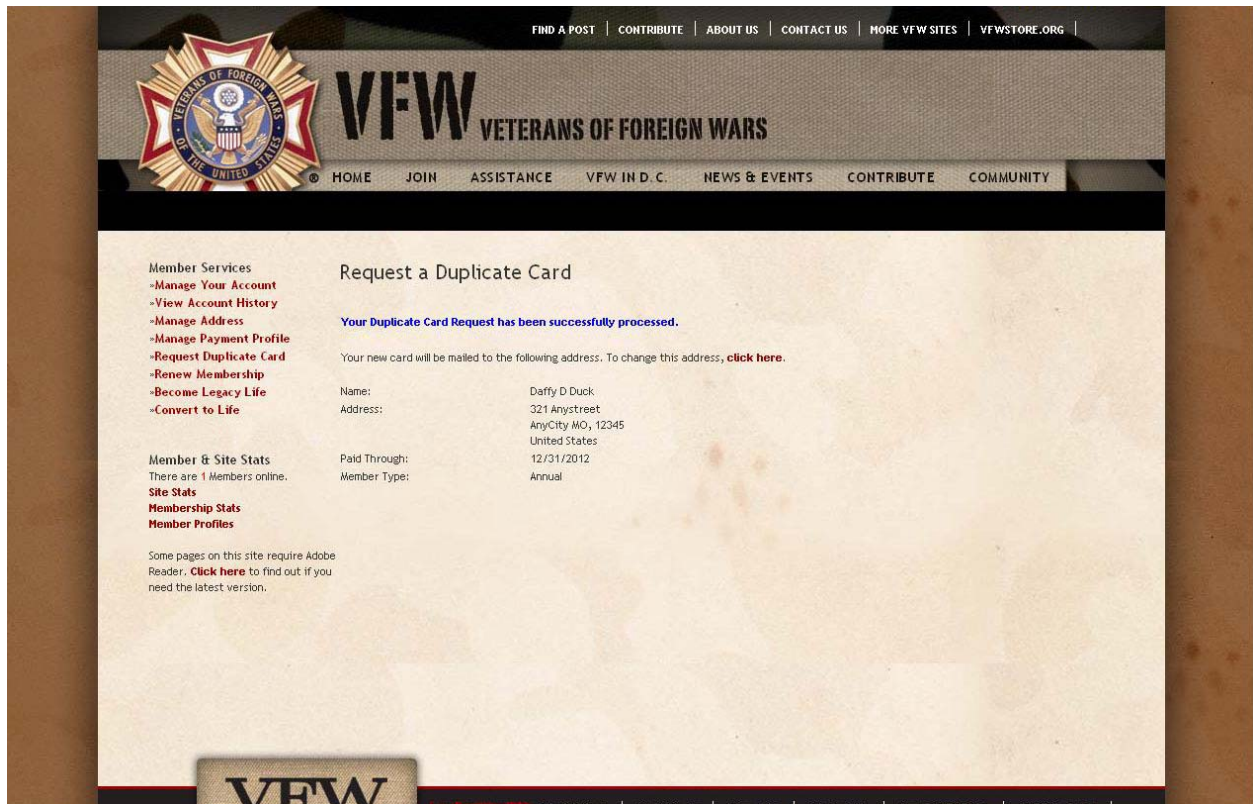 FIND A POST | CONTRIBUTE | ABOUT US | CONTACT US | MORE VFW SITES | VFWSTORE.ORG |
VETERANS OF FOREIGN WARS
OF THE UNITED STATES
VFW VETERANS OF FOREIGN WARS
® HOME JOIN ASSISTANCE VFW IN D.C. NEWS & EVENTS CONTRIBUTE COMMUNITY
Member Services
»Manage Your Account
»View Account History
»Manage Address
»Manage Payment Profile
»Request Duplicate Card
»Renew Membership
»Become Legacy Life
»Convert to Life
Member & Site Stats
There are 1 Members online.
Site Stats
Membership Stats
Member Profiles
Some pages on this site require Adobe
Reader. Click here to find out if you
need the latest version.
Request a Duplicate Card
Your Duplicate Card Request has been successfully processed.
Your new card will be mailed to the following address. To change this address, click here.
Name: Daffy D Duck
Address: 321 Anystreet
AnyCity MO, 12345
United States
Paid Through: 12/31/2012
Member Type: Annual
VFW